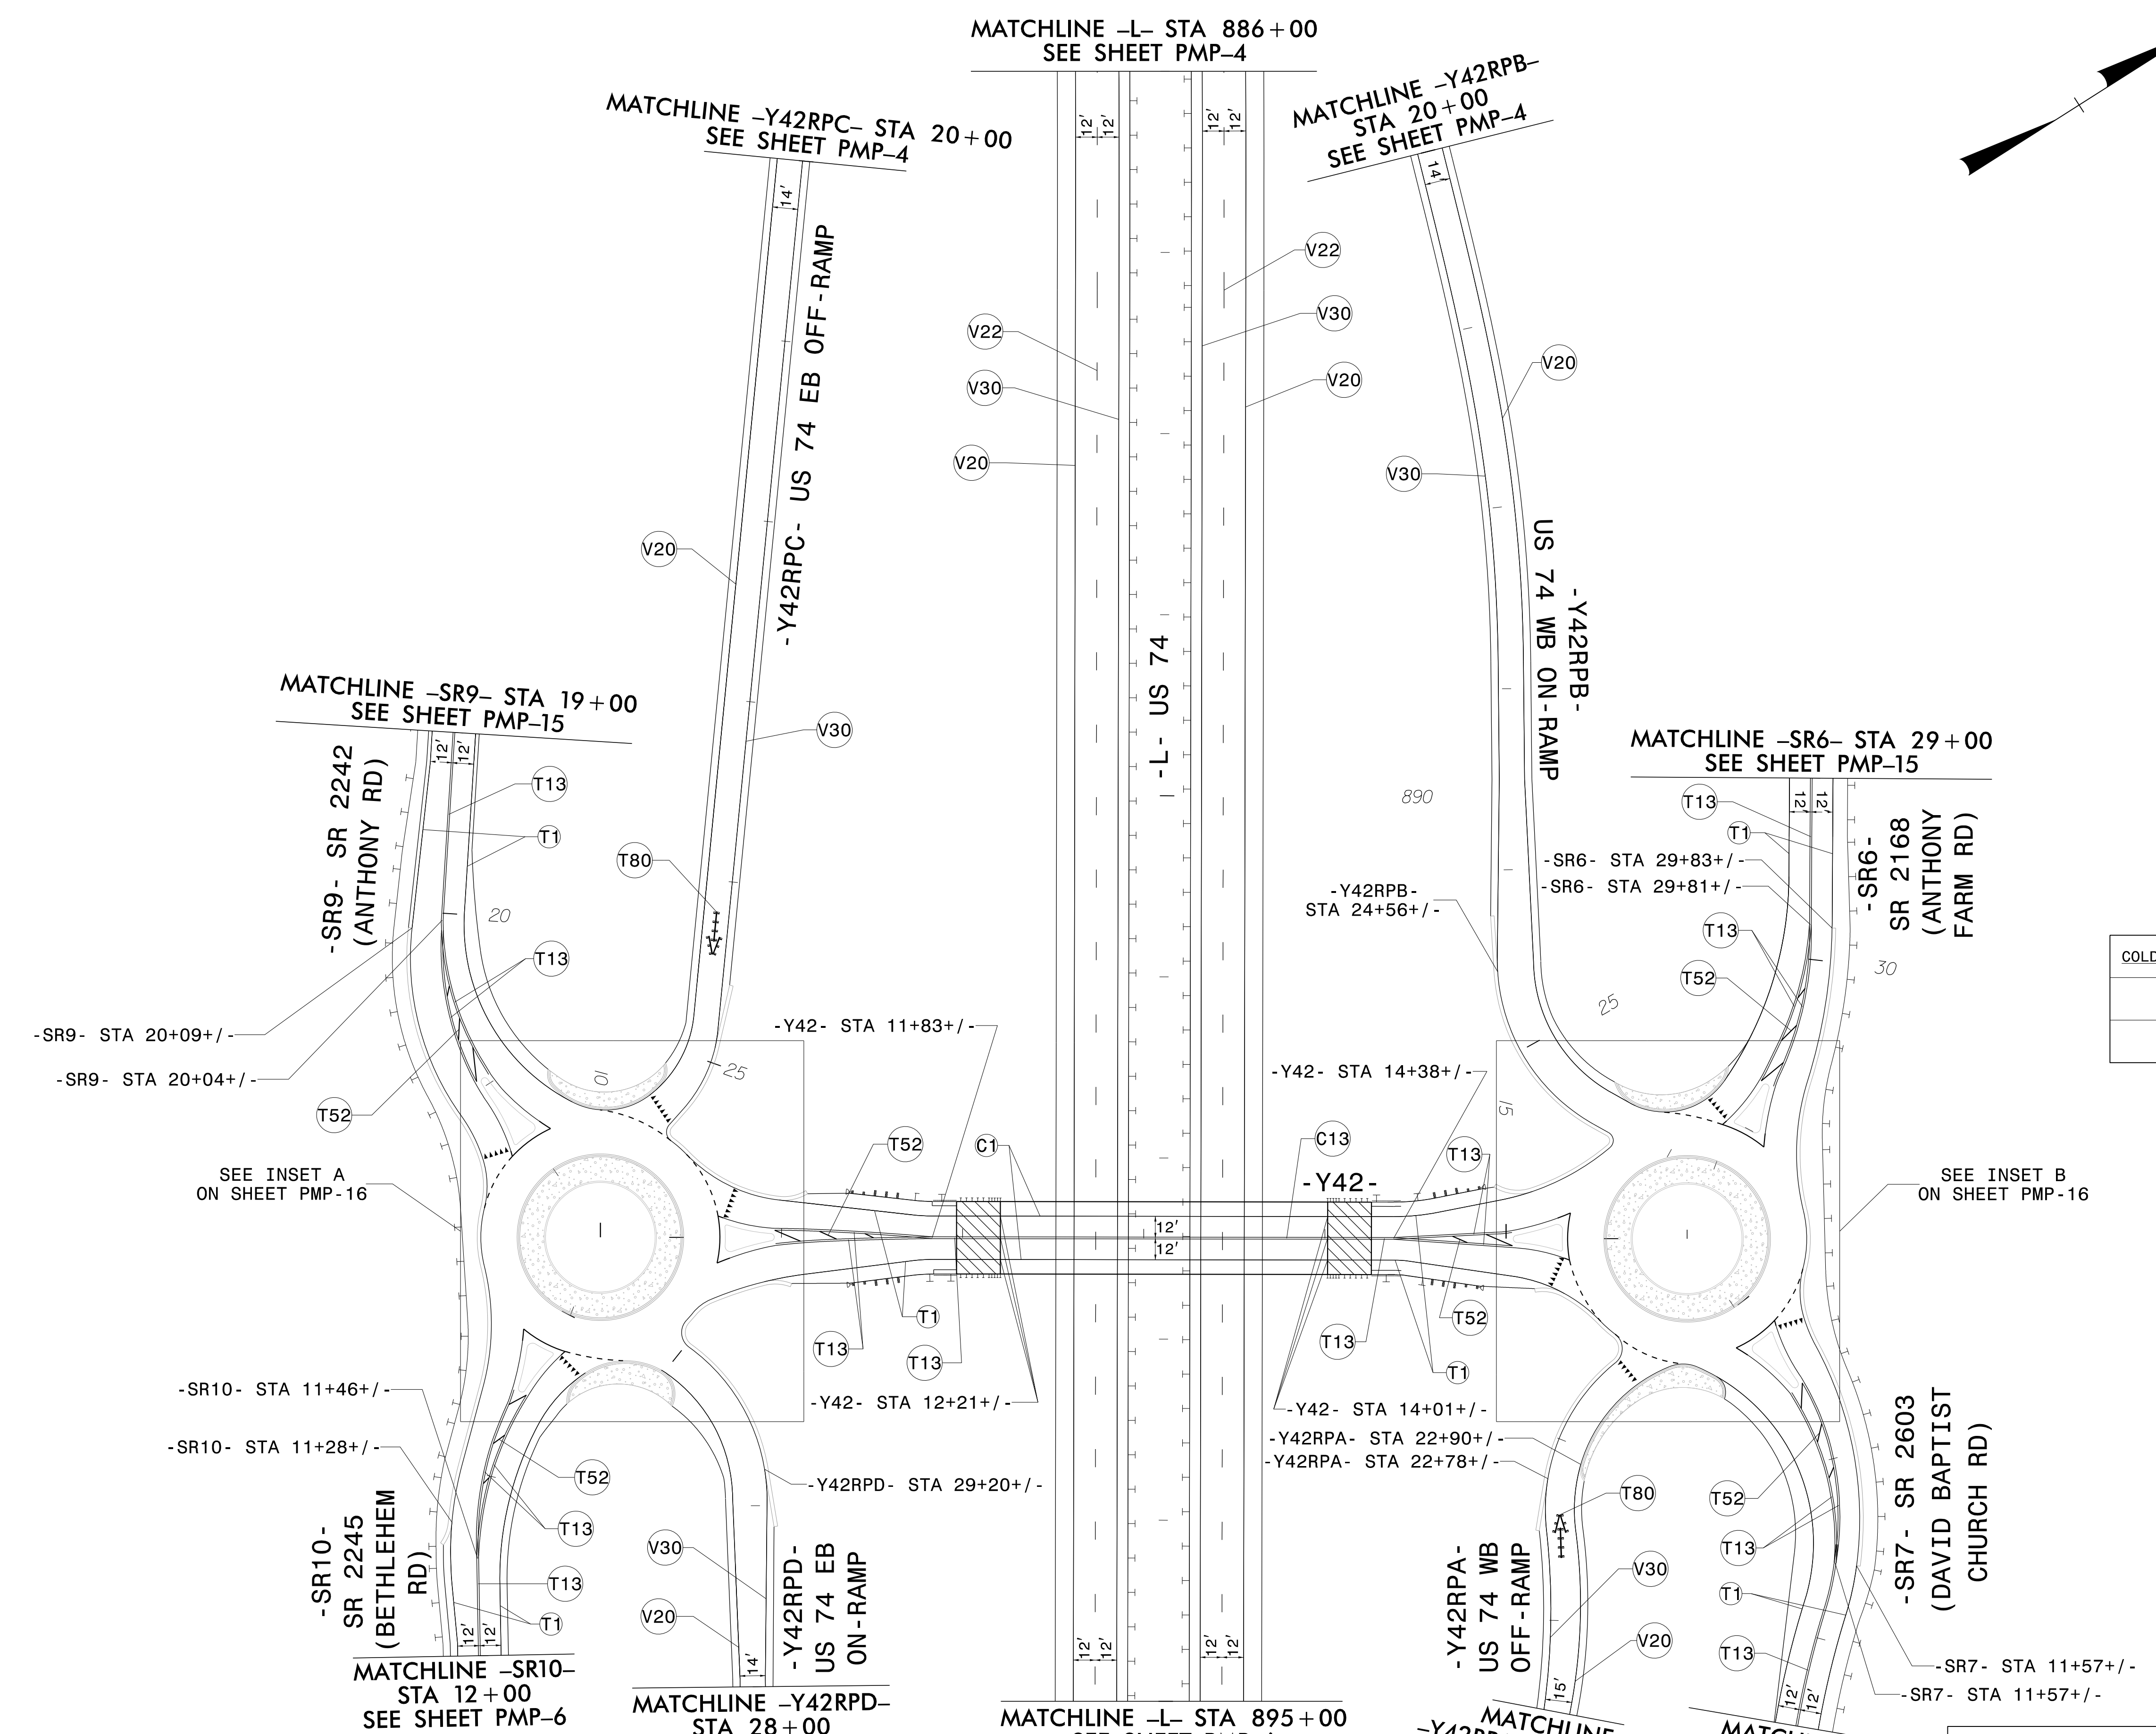 MATCHLINE –L– STA 886+00
SEE SHEET PMP–4
MATCHLINE –Y42RPC– STA 20+00
SEE SHEET PMP–4
MATCHLINE –Y42RPB–
STA 20+00
SEE SHEET PMP–4
12'
12'
12'
12'
14'
14'
-Y42RPC- US 74 EB OFF-RAMP
V22
V30
V20
V22
V30
V20
V20
V30
V20
V30
-L- US 74
-Y42RPB-
US 74 WB ON-RAMP
MATCHLINE –SR9– STA 19+00
SEE SHEET PMP–15
12'
12'
-SR9- SR 2242
(ANTHONY RD)
T13
T1
T80
20
T13
-SR9- STA 20+09+/-
-SR9- STA 20+04+/-
T52
10
25
SEE INSET A
ON SHEET PMP-16
-Y42- STA 11+83+/-
T52
C1
MATCHLINE –SR6– STA 29+00
SEE SHEET PMP–15
12'
12'
T13
T1
-SR6- STA 29+83+/-
-SR6- STA 29+81+/-
-SR6-
SR 2168
(ANTHONY
FARM RD)
890
-Y42RPB-
STA 24+56+/-
T13
T52
30
25
COLD
-Y42- STA 14+38+/-
15
C13
T13
-Y42-
SEE INSET B
ON SHEET PMP-16
12'
12'
T1
T13
T13
-Y42- STA 12+21+/-
T52
T13
T1
-Y42- STA 14+01+/-
-Y42RPA- STA 22+90+/-
-Y42RPA- STA 22+78+/-
-SR10- STA 11+46+/-
-SR10- STA 11+28+/-
T52
T13
T13
T1
-SR10-
SR 2245
(BETHLEHEM
RD)
12'
12'
MATCHLINE –SR10–
STA 12+00
SEE SHEET PMP–6
-Y42RPD- STA 29+20+/-
V30
V20
-Y42RPD-
US 74 EB
ON-RAMP
14'
MATCHLINE –Y42RPD–
STA 28+00
12'
12'
12'
12'
MATCHLINE –L– STA 895+00
T80
V30
V20
-Y42RPA-
US 74 WB
OFF-RAMP
15'
MATCHLINE
T52
T13
T1
T13
-SR7- SR 2603
(DAVID BAPTIST
CHURCH RD)
-SR7- STA 11+57+/-
-SR7- STA 11+57+/-
12'
12'